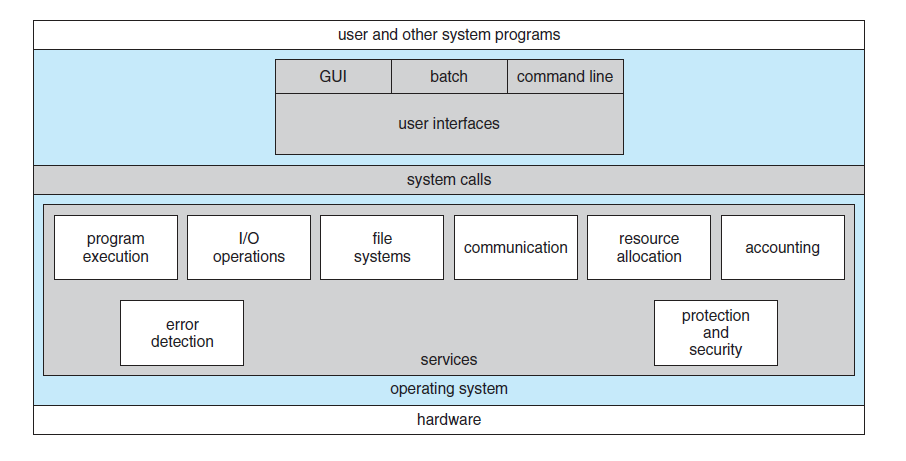 user and other system programs
GUI
batch
command line
user interfaces
system calls
program
execution
I/O
operations
file
systems
communication
resource
allocation
accounting
error
detection
protection
and
security
services
operating system
hardware